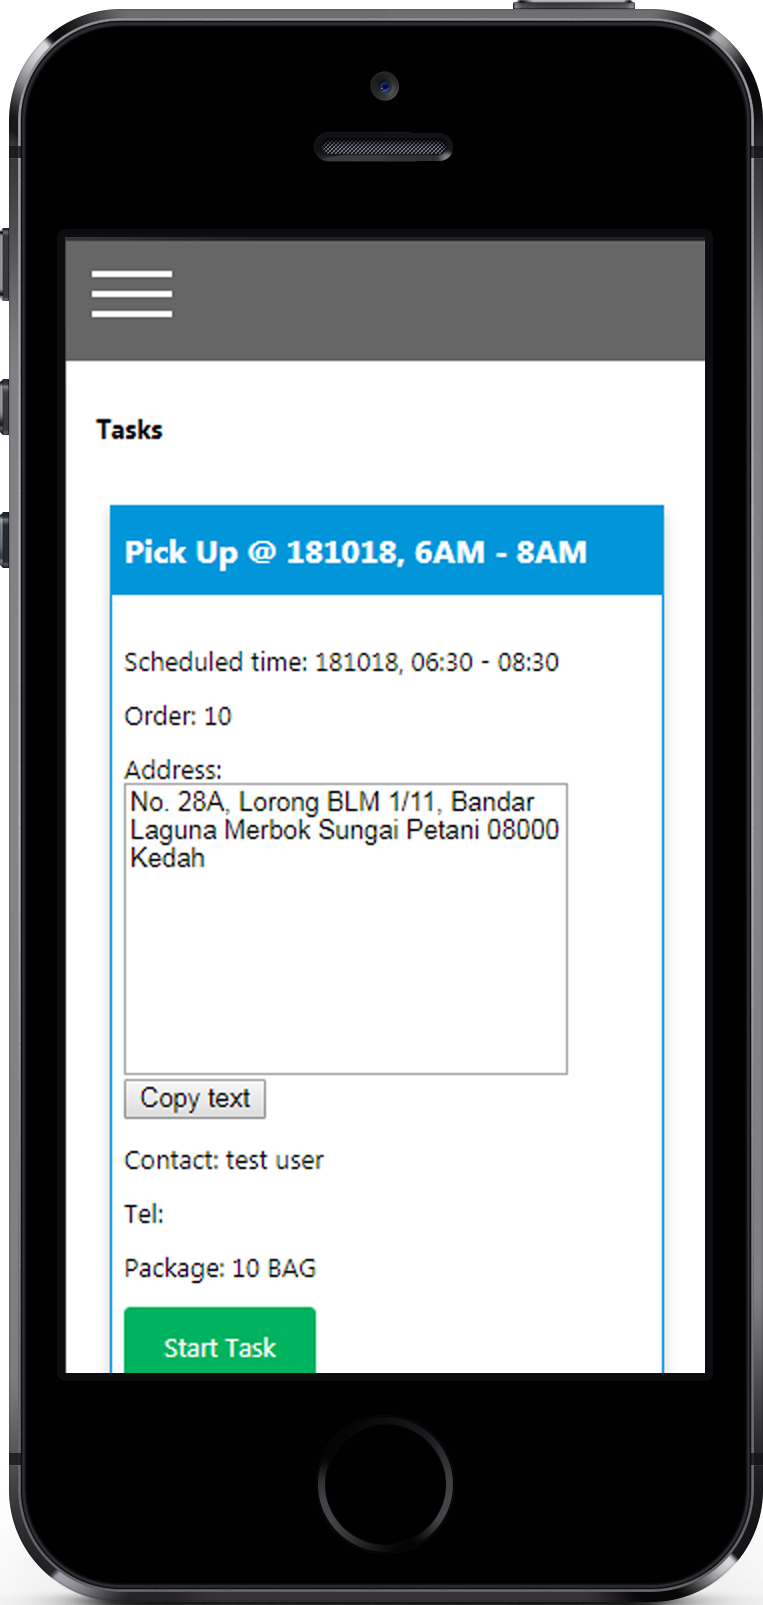 Tasks
Pick Up @ 181018, 6AM - 8AM
Scheduled time: 181018, 06:30 - 08:30
Order: 10
Address:
No. 28A, Lorong BLM 1/11, Bandar
Laguna Merbok Sungai Petani 08000
Kedah
Copy text
Contact: test user
Tel:
Package: 10 BAG
Start Task